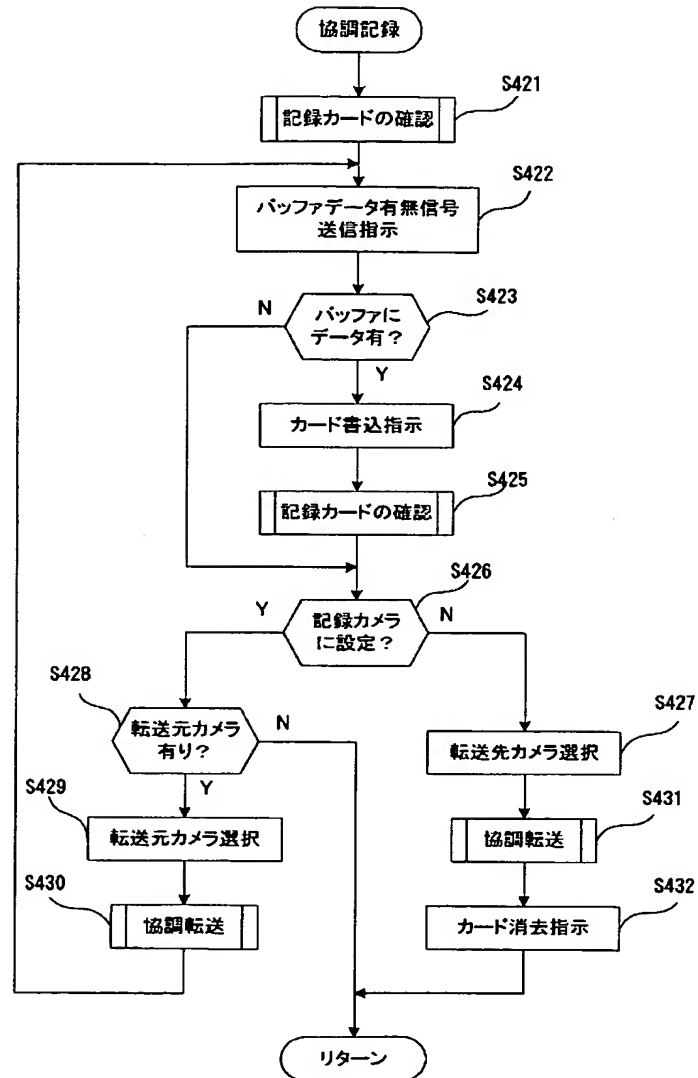 協調記録
S421
記録カードの確認
S422
バッファデータ有無信号
送信指示
S423
N
バッファに
データ有?
Y
S424
カード書込指示
S425
記録カードの確認
S426
Y
記録カメラ
に設定?
N
S428
転送元カメラ
有り?
N
Y
S427
転送先カメラ選択
S429
転送元カメラ選択
S431
協調転送
S430
協調転送
S432
カード消去指示
リターン